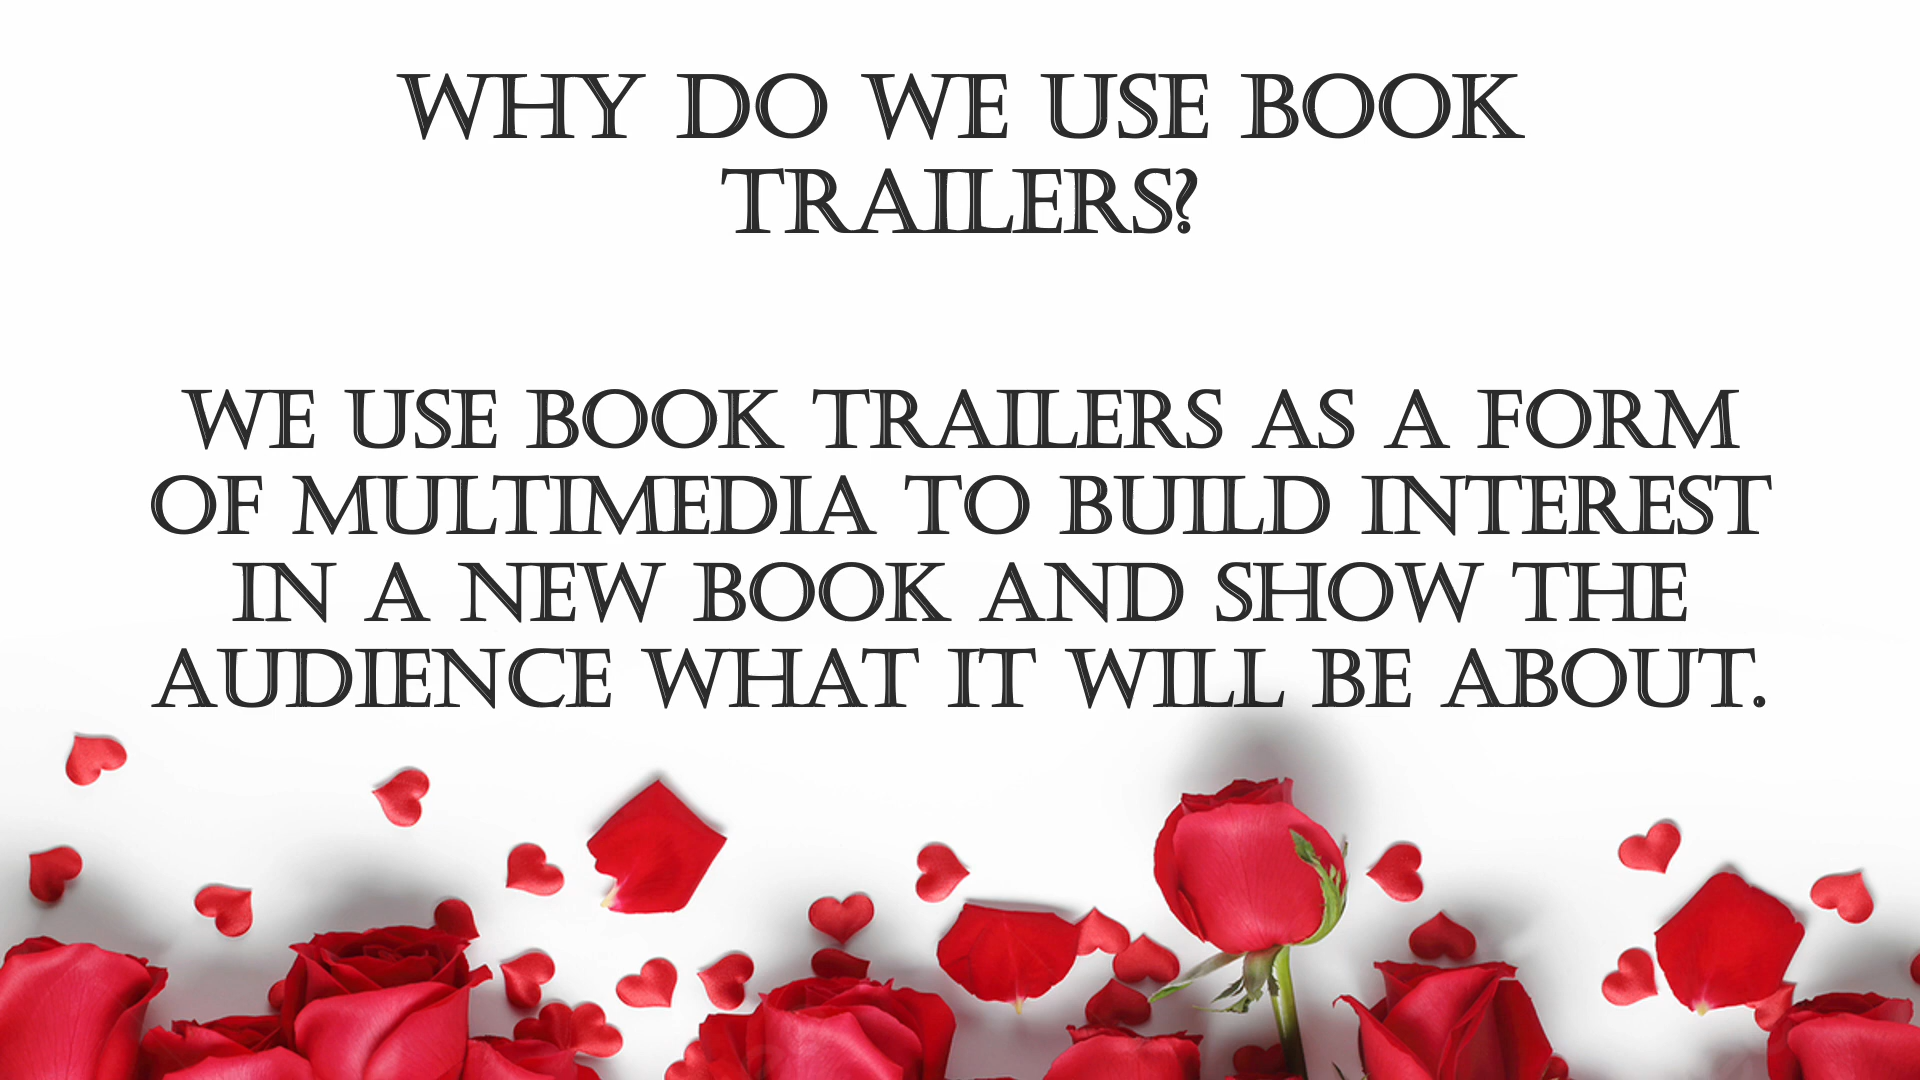 WHY DO WE USE BOOK
TRAILERS?
WE USE BOOK TRAILERS AS A FORM
OF MULTIMEDIA TO BUILD INTEREST
IN A NEW BOOK AND SHOW THE
AUDIENCE WHAT IT WILL BE ABOUT.